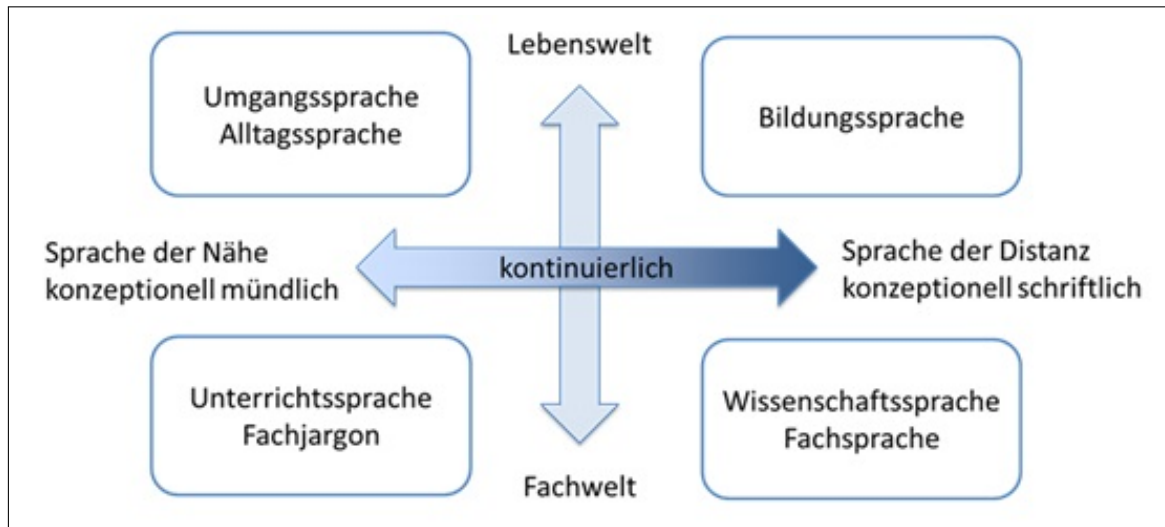 Lebenswelt
Umgangssprache
Alltagssprache
Bildungssprache
Sprache der Nähe
konzeptionell mündlich
kontinuierlich
Sprache der Distanz
konzeptionell schriftlich
Unterrichtssprache
Fachjargon
Wissenschaftssprache
Fachsprache
Fachwelt